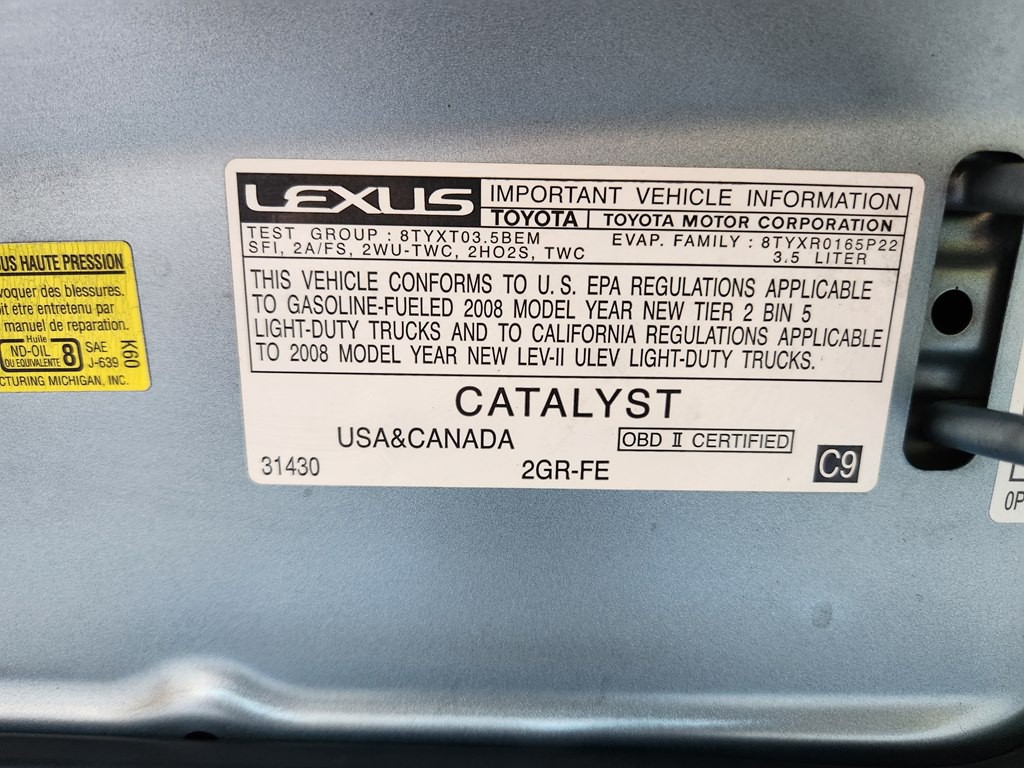 LEXUS IMPORTANT VEHICLE INFORMATION
TOYOTA TOYOTA MOTOR CORPORATION
TEST GROUP : 8TYXT03.5BEM EVAP. FAMILY : 8TYXR0165P22
SFI, 2A/FS, 2WU-TWC, 2HO2S, TWC 3.5 LITER
THIS VEHICLE CONFORMS TO U.S. EPA REGULATIONS APPLICABLE
TO GASOLINE-FUELED 2008 MODEL YEAR NEW TIER 2 BIN 5
LIGHT-DUTY TRUCKS AND TO CALIFORNIA REGULATIONS APPLICABLE
TO 2008 MODEL YEAR NEW LEV-II ULEV LIGHT-DUTY TRUCKS.
CATALYST
USA&CANADA OBD II CERTIFIED
31430 2GR-FE C9
US HAUTE PRESSION
voquer des blessures.
it être entretenu par
manuel de reparation.
Huile
ND-OIL 8 SAE
OU EQUIVALENTE J-639
K60
CTURING MICHIGAN, INC.
0P